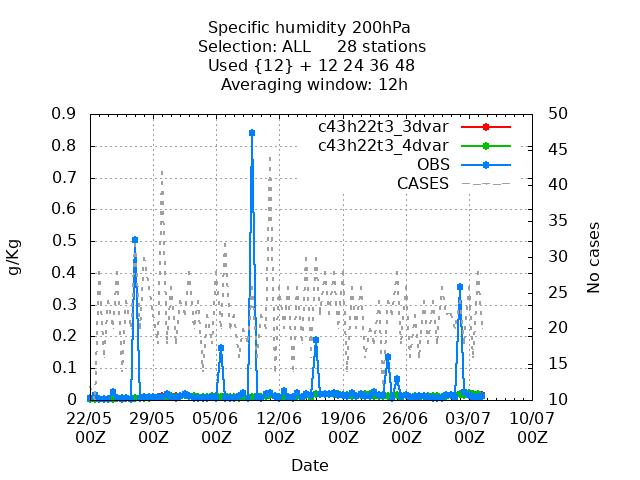 Specific humidity 200hPa
Selection: ALL     28 stations
Used {12} + 12 24 36 48
Averaging window: 12h
0.9
0.8
0.7
0.6
0.5
0.4
0.3
0.2
0.1
0
g/Kg
c43h22t3_3dvar
c43h22t3_4dvar
OBS
CASES
50
45
40
35
30
25
20
15
10
No cases
22/05 29/05 05/06 12/06 19/06 26/06 03/07 10/07
00Z 00Z 00Z 00Z 00Z 00Z 00Z 00Z
Date